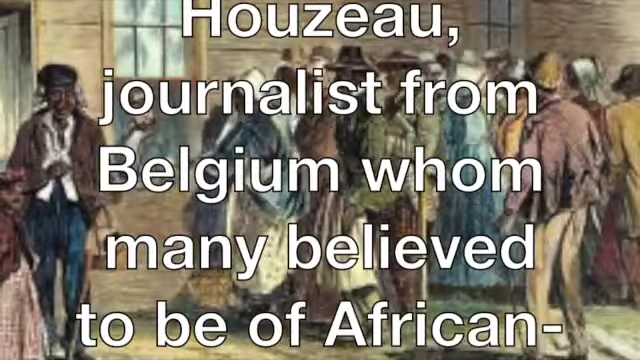 Houzeau,
journalist from
Belgium whom
many believed
to be of African-